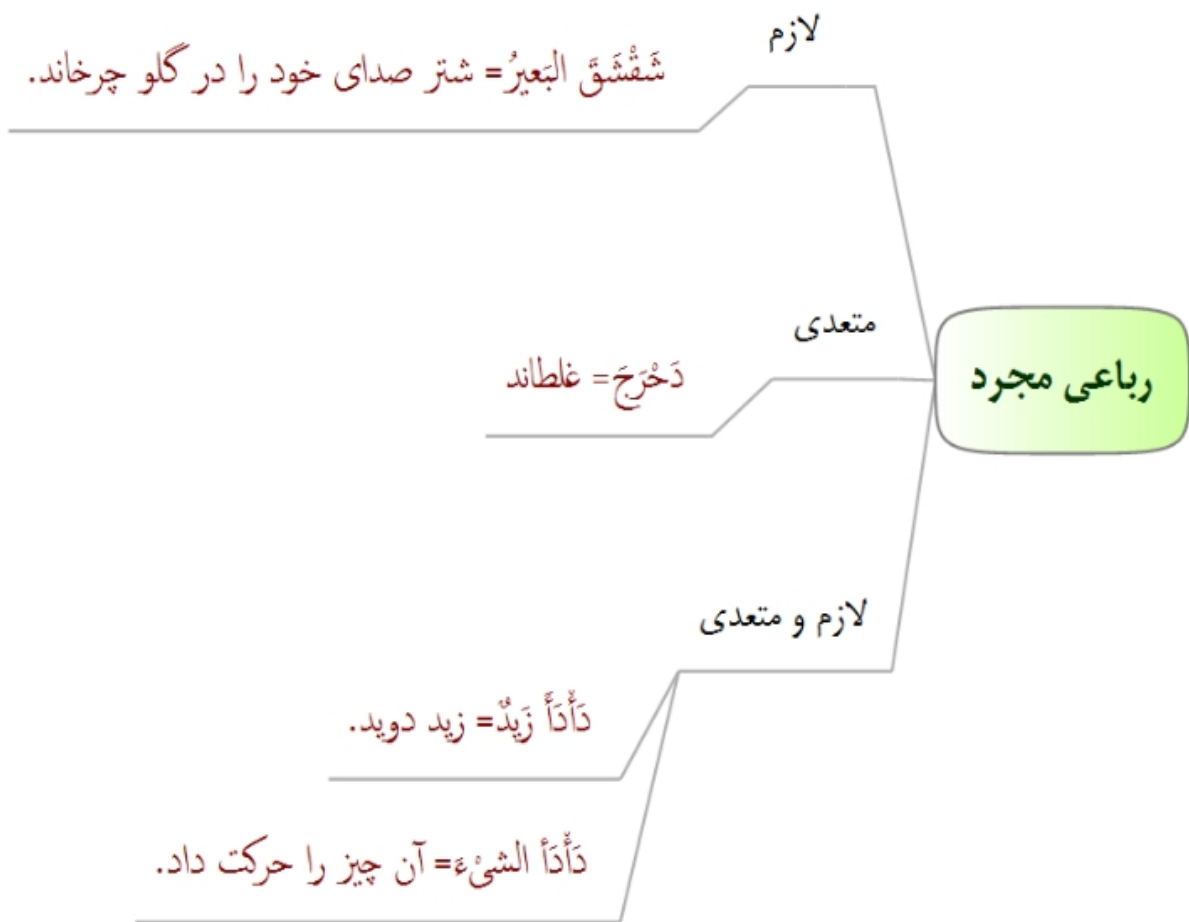 رباعی مجرد
لازم
شَقْشَقَ البَعیرُ= شتر صدای خود را در گلو چرخاند.
متعدی
دَحْرَجَ= غلطاند
لازم و متعدی
دَأْدَأَ زَیدٌ= زید دوید.
دَأْدَأ الشیْءَ= آن چیز را حرکت داد.